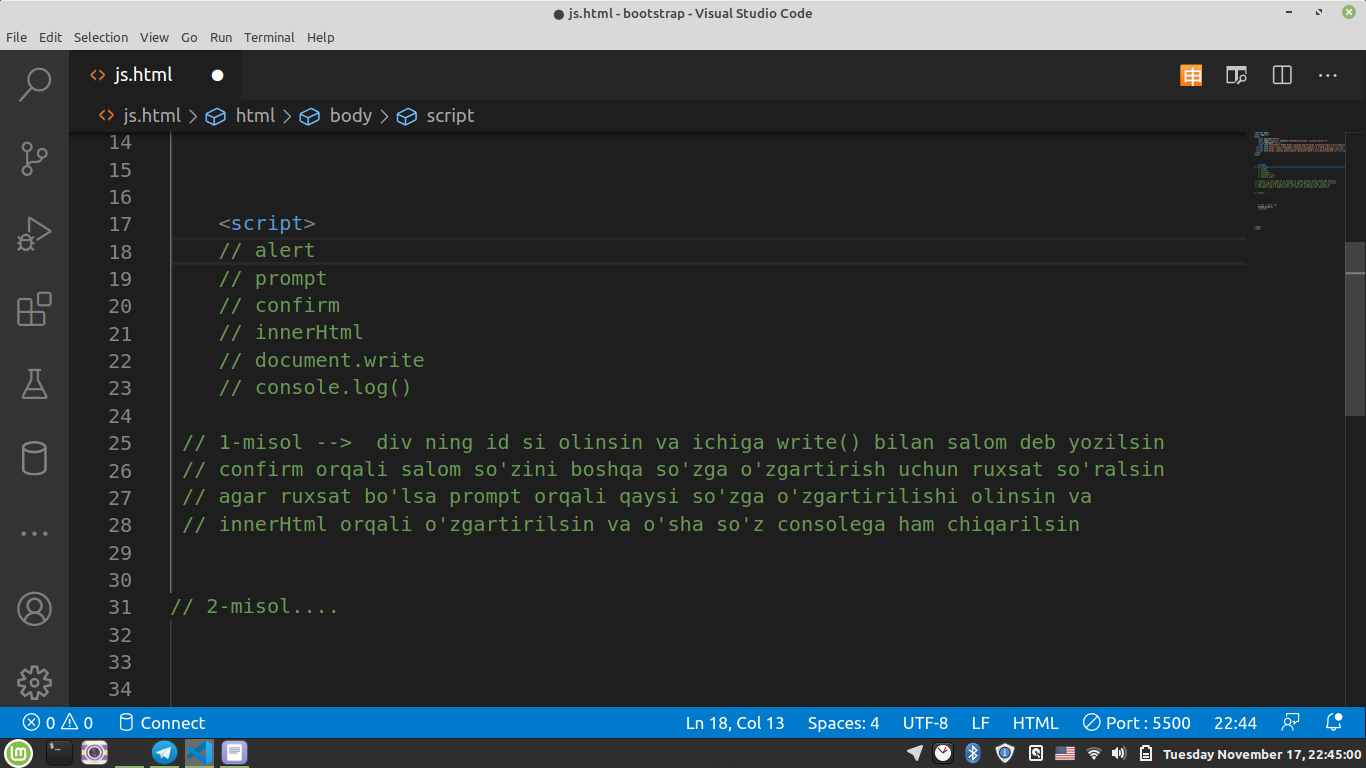 js.html - bootstrap - Visual Studio Code
File Edit Selection View Go Run Terminal Help
js.html
js.html > html > body > script
14
15
16
17 <script>
18 // alert
19 // prompt
20 // confirm
21 // innerHtml
22 // document.write
23 // console.log()
24
25 // 1-misol --> div ning id si olinsin va ichiga write() bilan salom deb yozilsin
26 // confirm orqali salom so'zini boshqa so'zga o'zgartirish uchun ruxsat so'ralsin
27 // agar ruxsat bo'lsa prompt orqali qaysi so'zga o'zgartirilishi olinsin va
28 // innerHtml orqali o'zgartirilsin va o'sha so'z consolega ham chiqarilsin
29
30
31 // 2-misol....
32
33
34
0 0 Connect Ln 18, Col 13 Spaces: 4 UTF-8 LF HTML Port : 5500 22:44
Tuesday November 17, 22:45:00